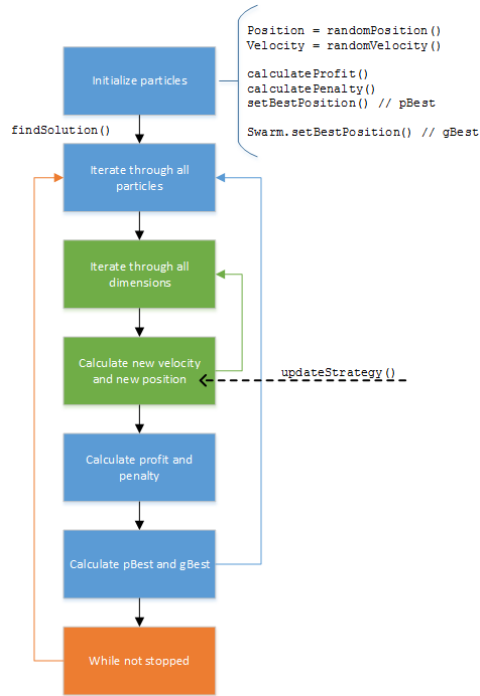 Position = randomPosition()
Velocity = randomVelocity()
calculateProfit()
calculatePenalty()
setBestPosition() // pBest
Swarm.setBestPosition() // gBest
Initialize particles
findSolution()
Iterate through all
particles
Iterate through all
dimensions
Calculate new velocity
and new position
updateStrategy()
Calculate profit and
penalty
Calculate pBest and gBest
While not stopped